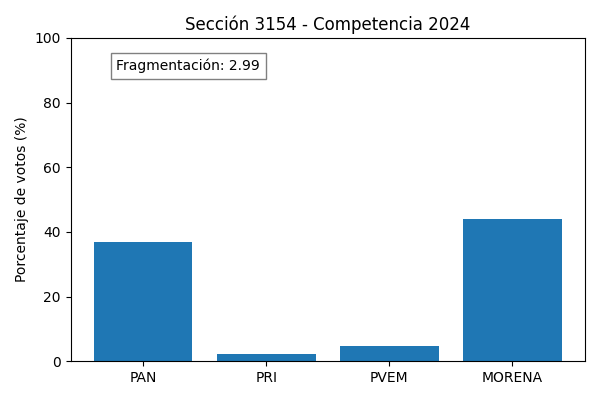 Sección 3154 - Competencia 2024
Fragmentación: 2.99
Porcentaje de votos (%)
100
80
60
40
20
0
PAN PRI PVEM MORENA